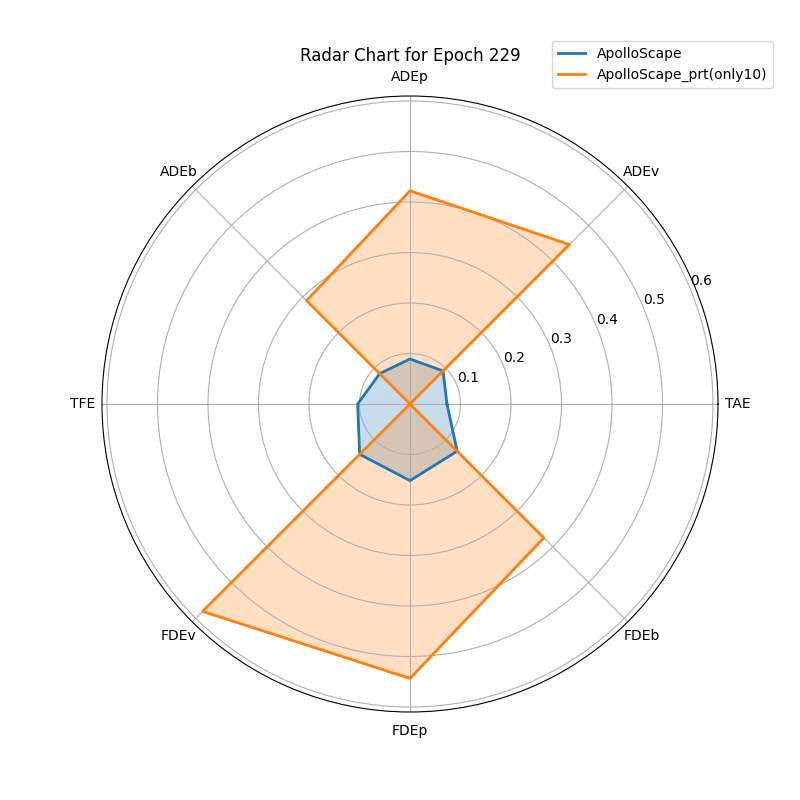 Radar Chart for Epoch 229
ApolloScape
ApolloScape_prt(only10)
ADEp
ADEb
ADEv
0.6
0.5
0.4
0.3
0.2
0.1
TFE
TAE
FDEv
FDEb
FDEp